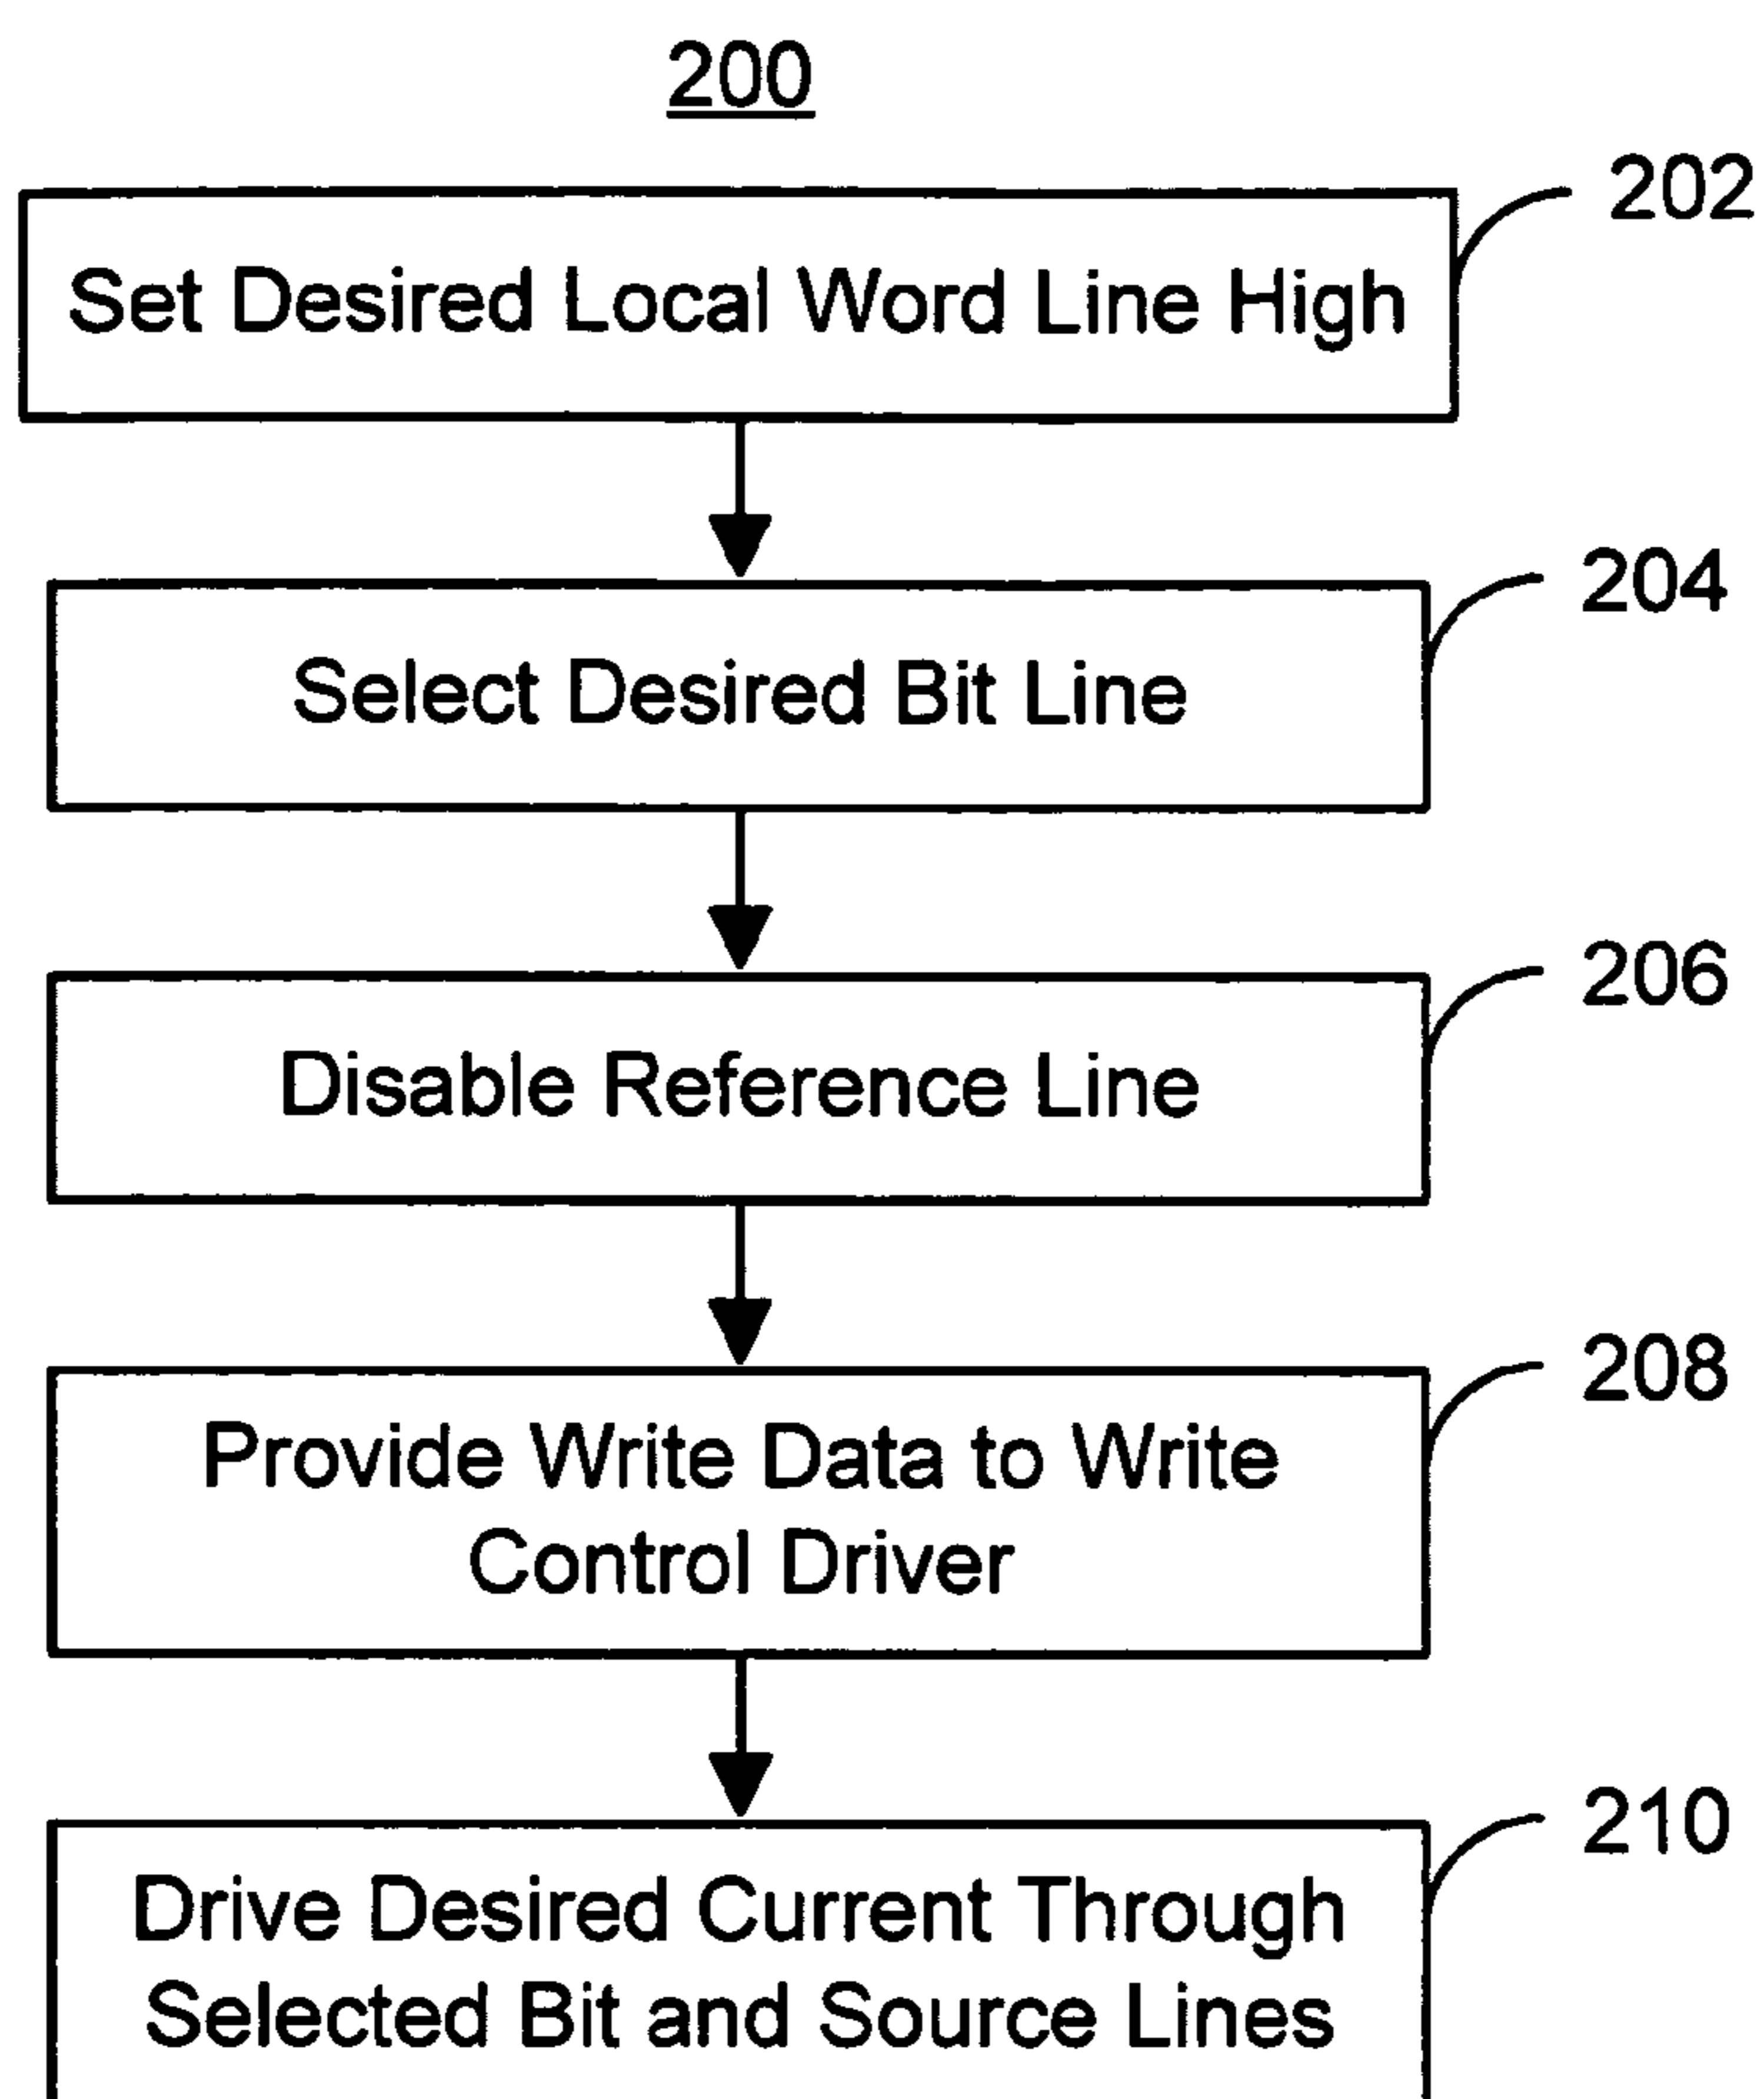 200
202
Set Desired Local Word Line High
204
Select Desired Bit Line
206
Disable Reference Line
208
Provide Write Data to Write
Control Driver
210
Drive Desired Current Through
Selected Bit and Source Lines